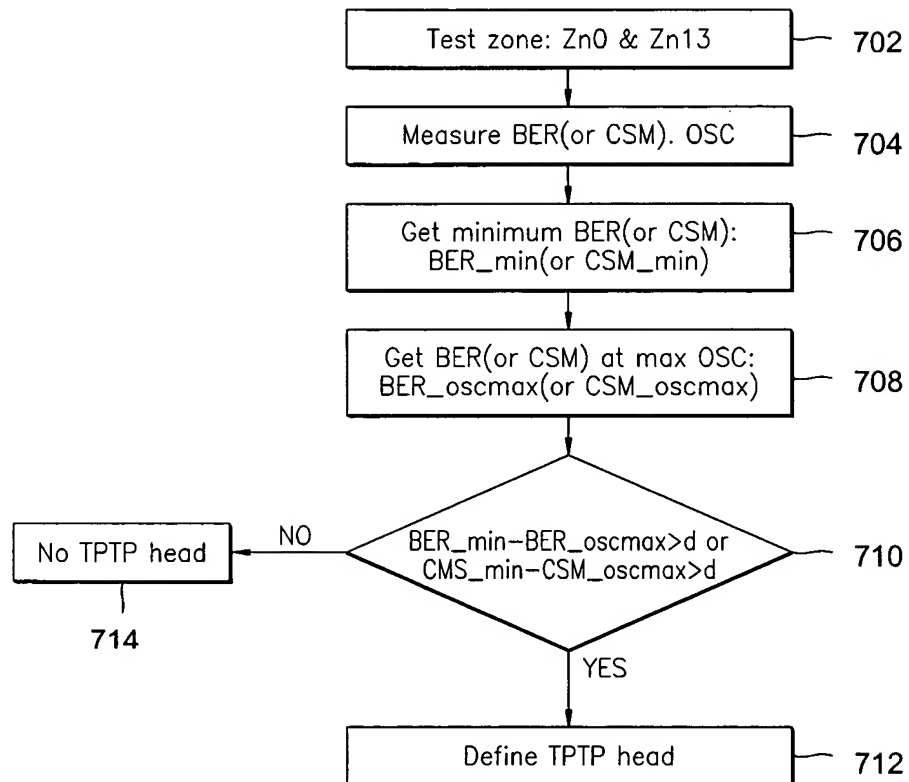 Test zone: Zn0 & Zn13
702
Measure BER(or CSM). OSC
704
Get minimum BER(or CSM):
BER_min(or CSM_min)
706
Get BER(or CSM) at max OSC:
BER_oscmax(or CSM_oscmax)
708
BER_min-BER_oscmax>d or
CMS_min-CSM_oscmax>d
710
NO
No TPTP head
714
YES
Define TPTP head
712